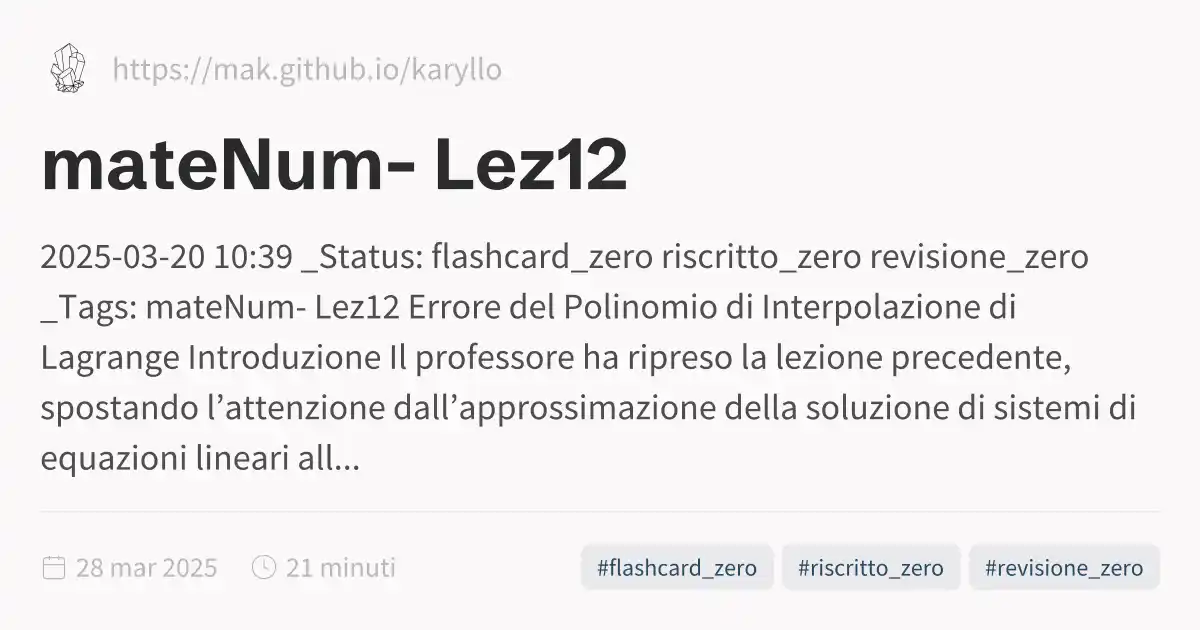 https://mak.github.io/karyllo
mateNum- Lez12
2025-03-20 10:39 _Status: flashcard_zero riscritto_zero revisione_zero
_Tags: mateNum- Lez12 Errore del Polinomio di Interpolazione di
Lagrange Introduzione Il professore ha ripreso la lezione precedente,
spostando l’attenzione dall’approssimazione della soluzione di sistemi di
equazioni lineari all...
28 mar 2025 21 minuti #flashcard_zero #riscritto_zero #revisione_zero